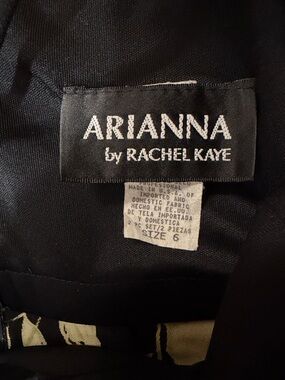 ARIANNA
by RACHEL KAYE
MADE IN U.S.A. OF
IMPORTED AND
DOMESTIC FABRIC
HECHO EN EE.UU.
DE TELA IMPORTADA
Y DOMESTICA
2 PC SET/2 PIEZAS
SIZE 6